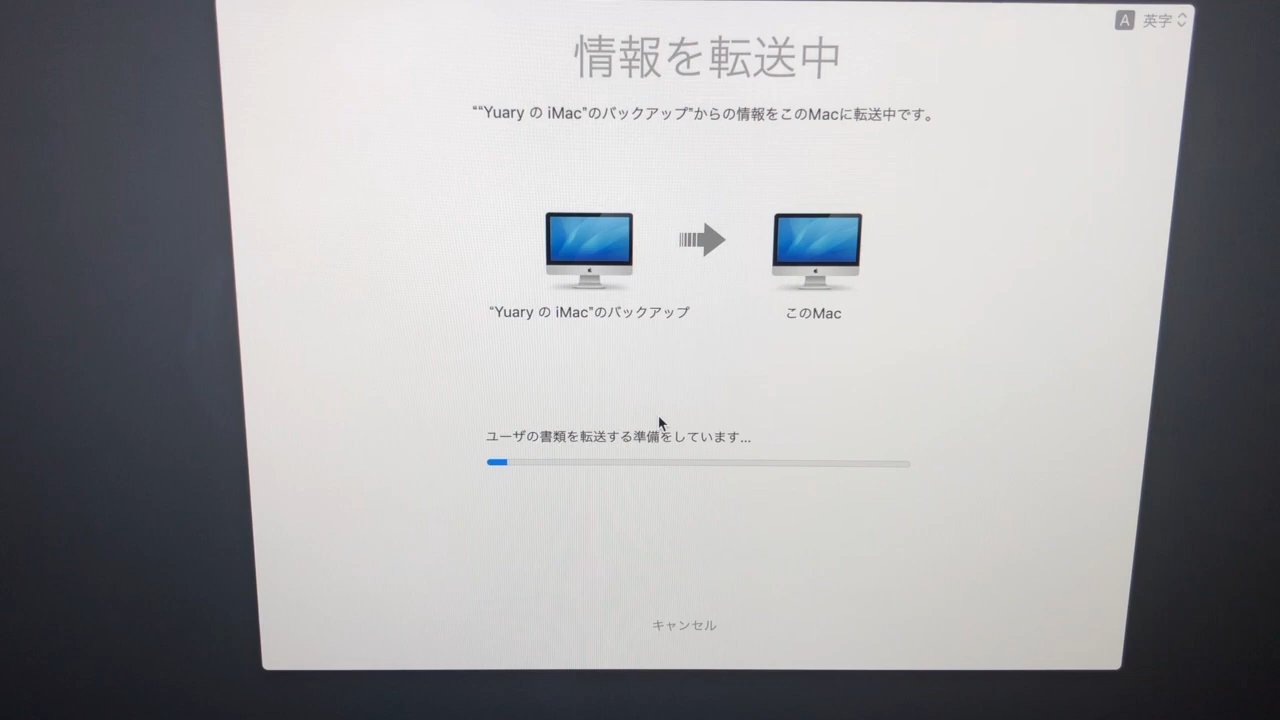 A 英字
情報を転送中
““Yuary の iMac”のバックアップ”からの情報をこのMacに転送中です。
“Yuary の iMac”のバックアップ
このMac
ユーザの書類を転送する準備をしています...
キャンセル